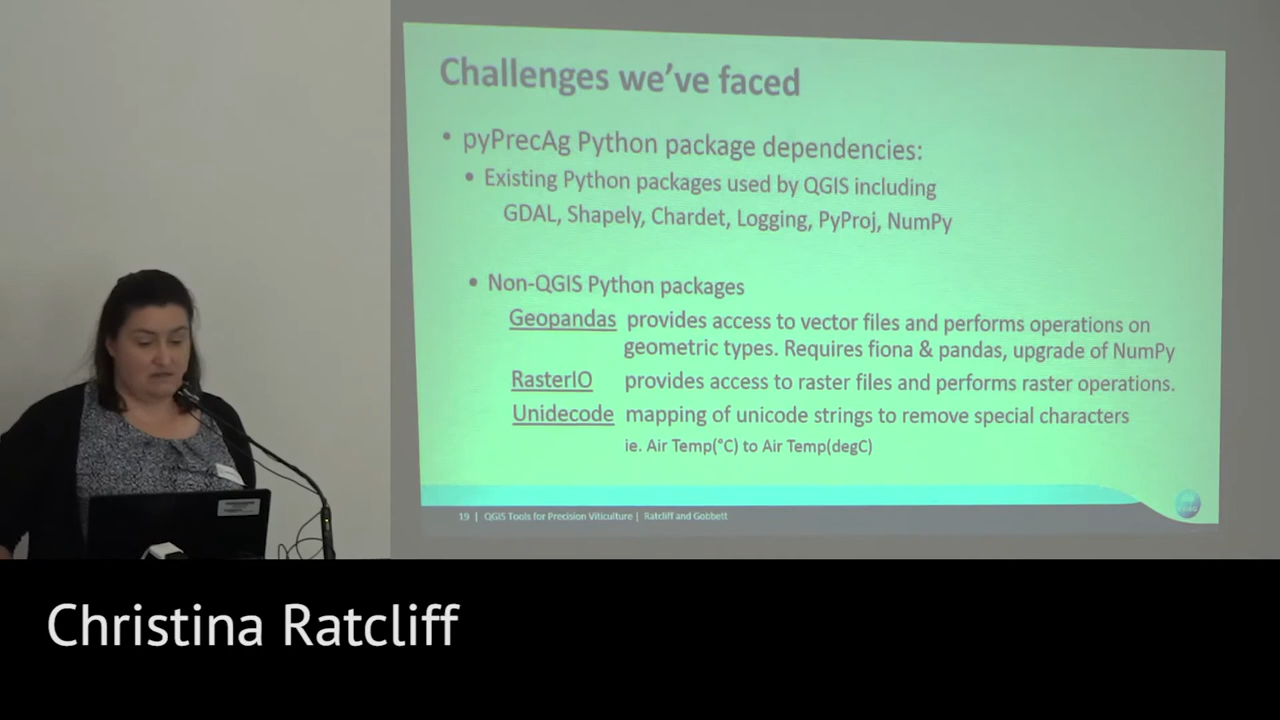 Challenges we've faced
• pyPrecAg Python package dependencies:
• Existing Python packages used by QGIS including
GDAL, Shapely, Chardet, Logging, PyProj, NumPy
• Non-QGIS Python packages
Geopandas provides access to vector files and performs operations on
geometric types. Requires fiona & pandas, upgrade of NumPy
RasterIO provides access to raster files and performs raster operations.
Unidecode mapping of unicode strings to remove special characters
ie. Air Temp(°C) to Air Temp(degC)
19 | QGIS Tools for Precision Viticulture | Ratcliff and Gobbett
Christina Ratcliff